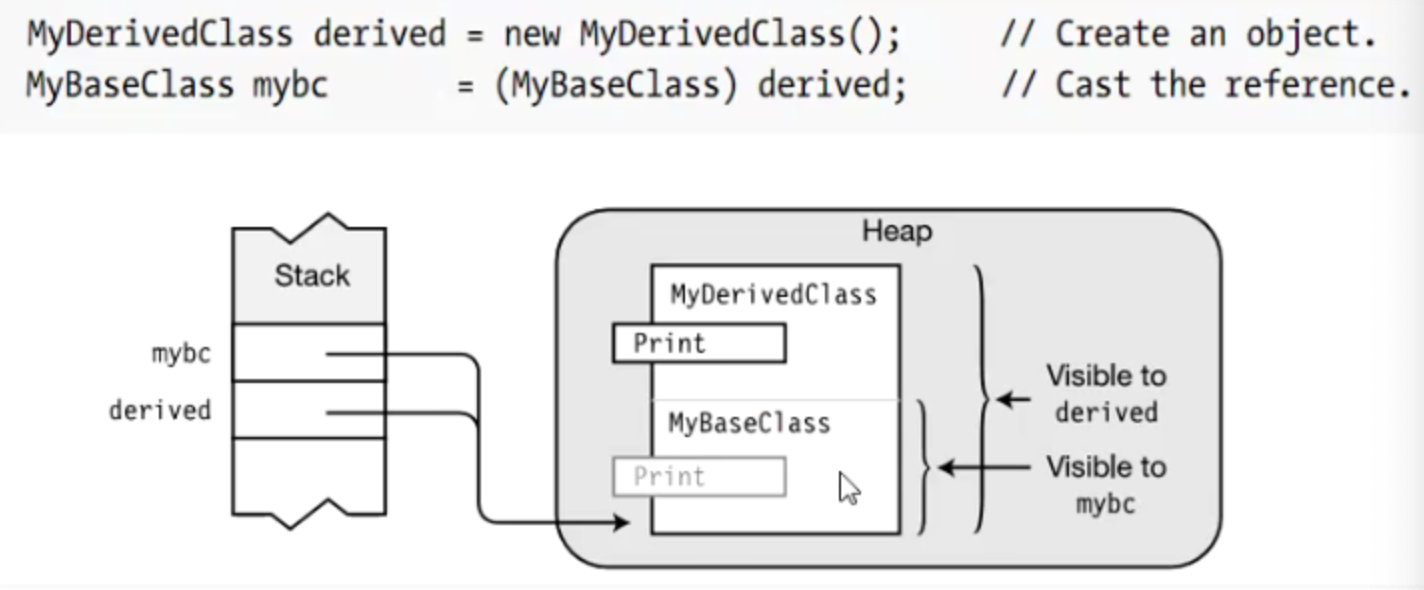 MyDerivedClass derived = new MyDerivedClass(); // Create an object.
MyBaseClass mybc = (MyBaseClass) derived; // Cast the reference.
Heap
Stack
MyDerivedClass
Print
mybc
derived
MyBaseClass
Print
Visible to
derived
Visible to
mybc